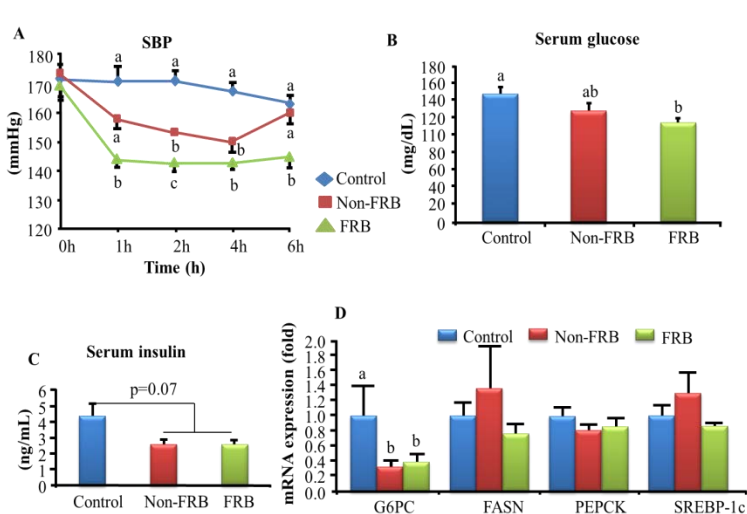 A
SBP
180
170
160
150
140
130
120
(mmHg)
a
a
a
a
a
b
b
a
b
c
b
b
0h
1h
2h
4h
6h
Time (h)
Control
Non-FRB
FRB
B
Serum glucose
180
160
140
120
110
80
60
40
20
0
(mg/dL)
a
ab
b
Control
Non-FRB
FRB
C
Serum insulin
p=0.07
6
5
4
3
2
1
0
(ng/mL)
Control
Non-FRB
FRB
D
Control
Non-FRB
FRB
2.0
1.8
1.6
1.4
1.2
1.0
0.8
0.6
0.4
0.2
0.0
mRNA expression (fold)
a
b
b
G6PC
FASN
PEPCK
SREBP-1c